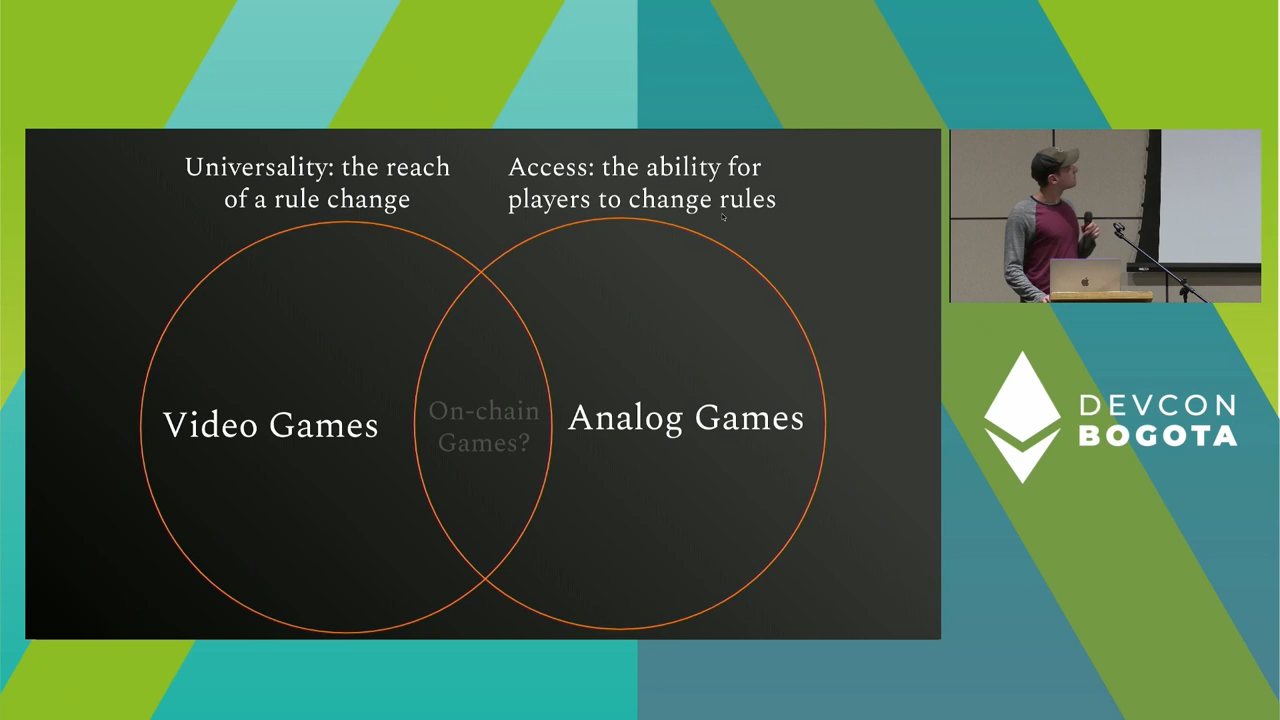 Universality: the reach
of a rule change
Access: the ability for
players to change rules
Video Games
On-chain
Games?
Analog Games
DEVCON
BOGOTA